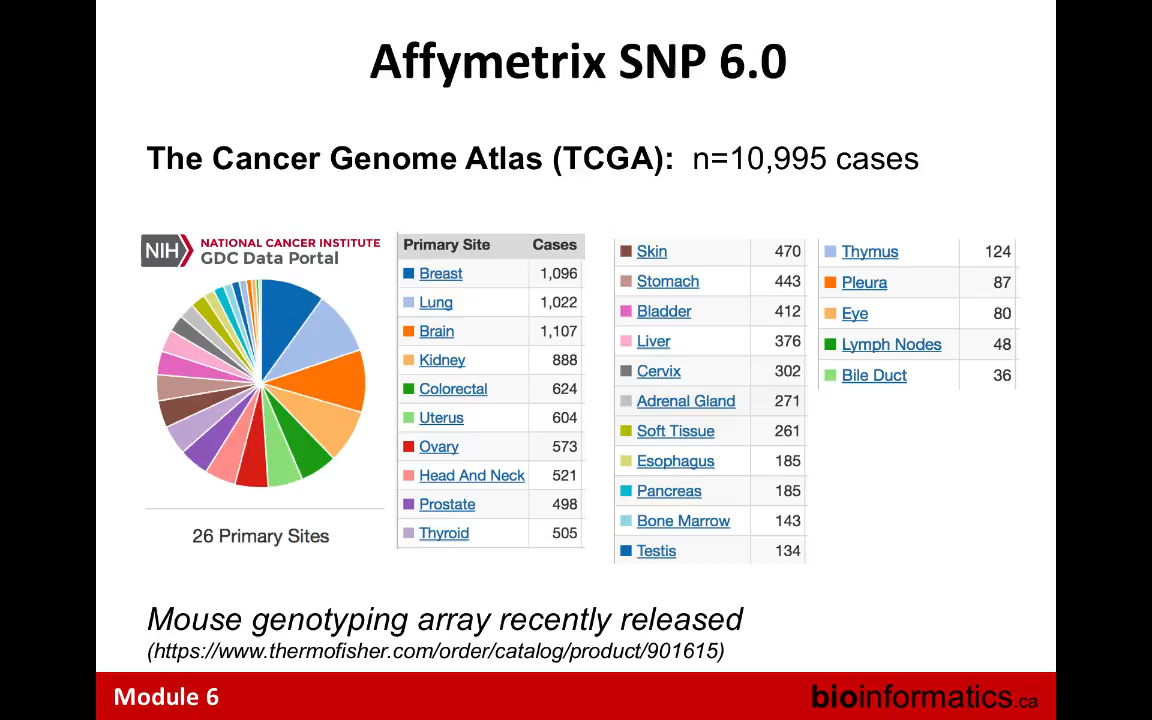 Affymetrix SNP 6.0
The Cancer Genome Atlas (TCGA): n=10,995 cases
NIH NATIONAL CANCER INSTITUTE
GDC Data Portal
26 Primary Sites
Primary Site Cases
Breast 1,096
Lung 1,022
Brain 1,107
Kidney 888
Colorectal 624
Uterus 604
Ovary 573
Head And Neck 521
Prostate 498
Thyroid 505
Skin 470
Stomach 443
Bladder 412
Liver 376
Cervix 302
Adrenal Gland 271
Soft Tissue 261
Esophagus 185
Pancreas 185
Bone Marrow 143
Testis 134
Thymus 124
Pleura 87
Eye 80
Lymph Nodes 48
Bile Duct 36
Mouse genotyping array recently released
(https://www.thermofisher.com/order/catalog/product/901615)
Module 6
bioinformatics.ca